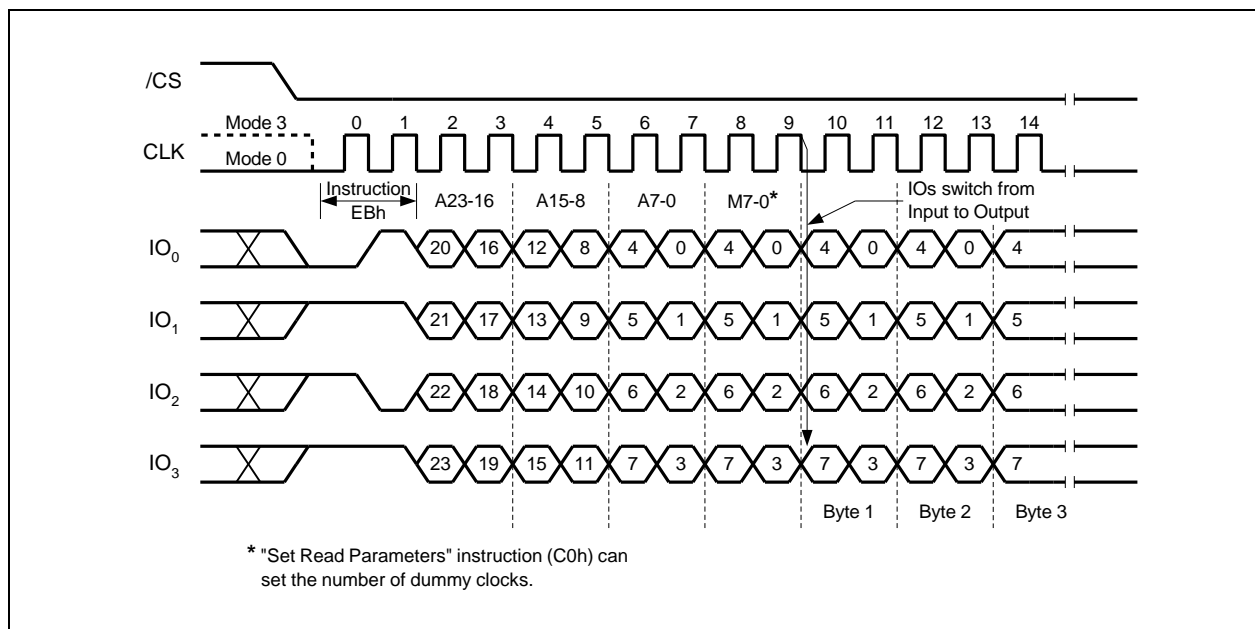 /CS
Mode 3 0 1 2 3 4 5 6 7 8 9 10 11 12 13 14
CLK
Mode 0
Instruction
EBh
A23-16 A15-8 A7-0 M7-0*
IOs switch from
Input to Output
IO0 20 16 12 8 4 0 4 0 4 0 4 0 4
IO1 21 17 13 9 5 1 5 1 5 1 5 1 5
IO2 22 18 14 10 6 2 6 2 6 2 6 2 6
IO3 23 19 15 11 7 3 7 3 7 3 7 3 7
Byte 1 Byte 2 Byte 3
* "Set Read Parameters" instruction (C0h) can
set the number of dummy clocks.